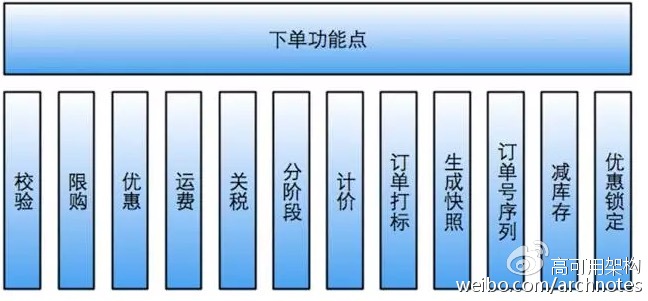 下单功能点
校验
限购
优惠
运费
关税
分阶段
计价
订单打标
生成快照
订单号序列
减库存
优惠锁定
高可用架构
weibo.com/archnotes